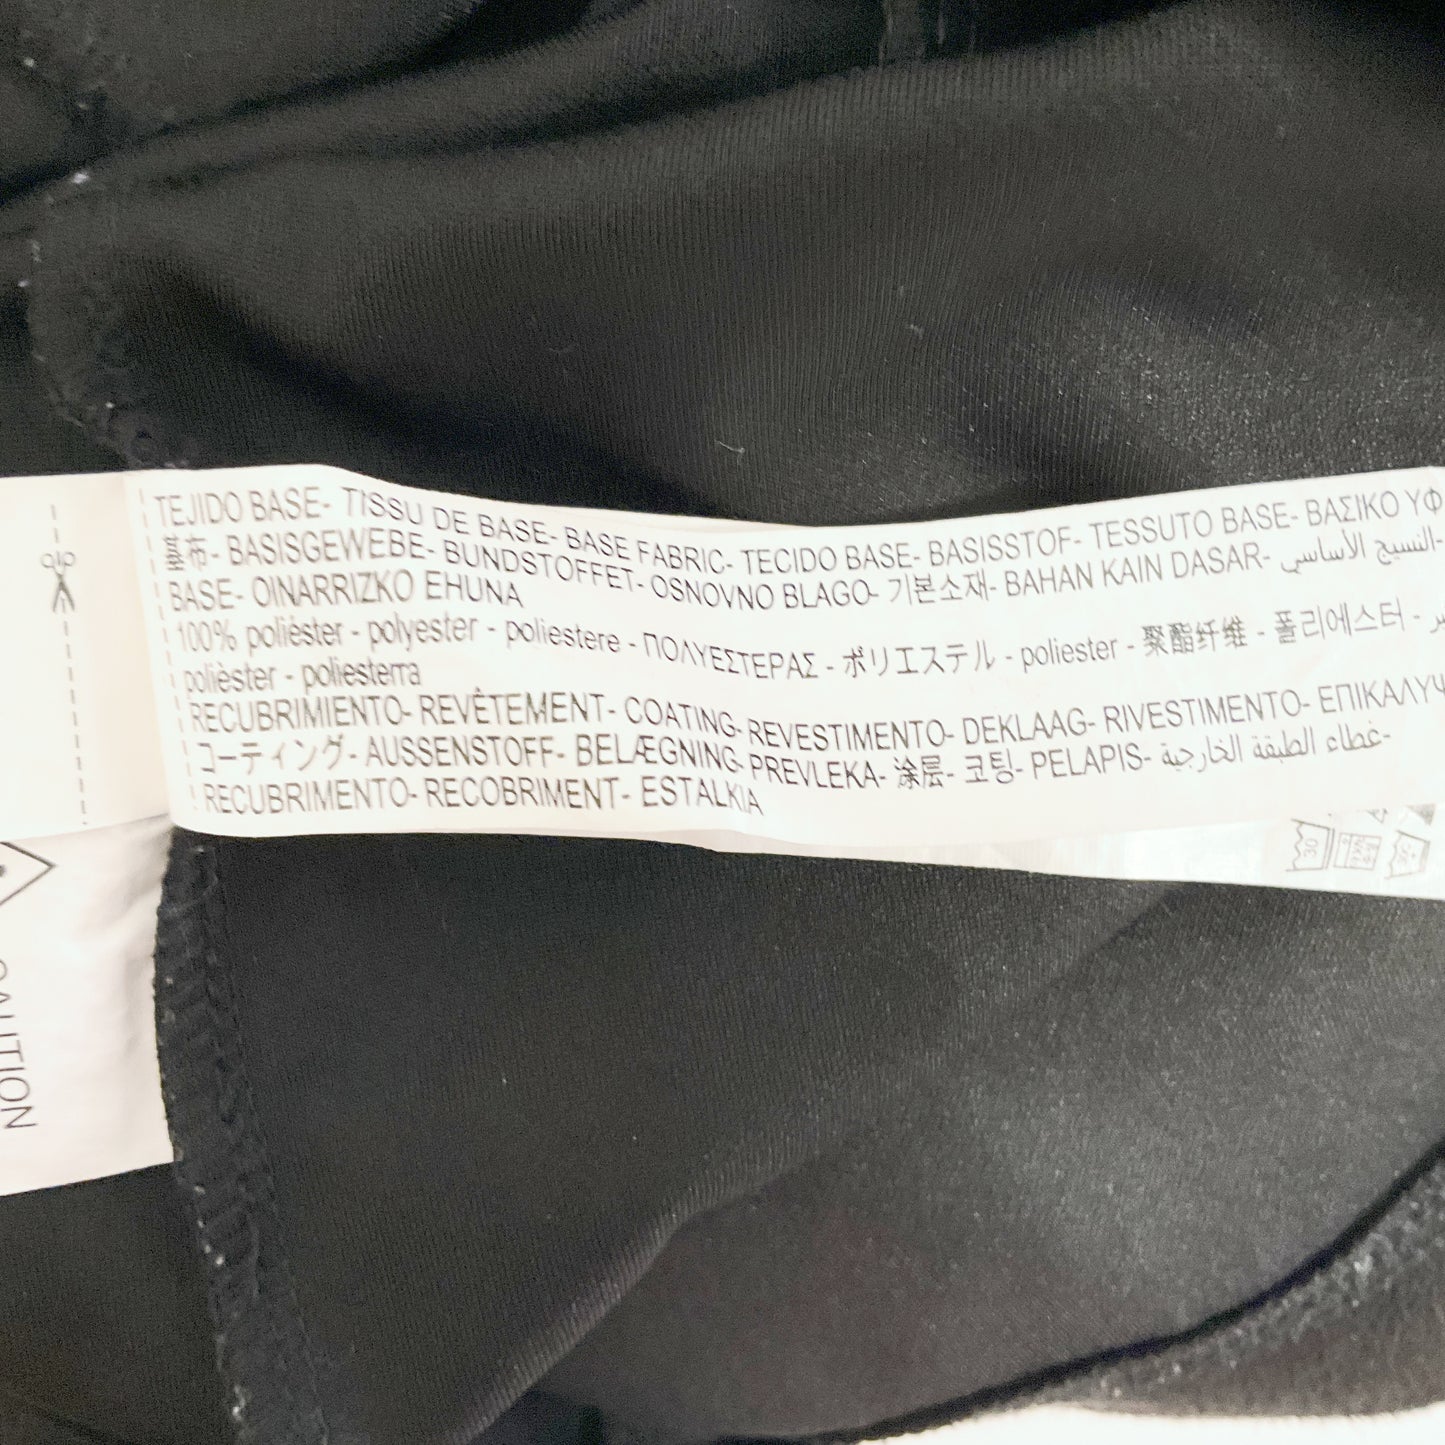 TEJIDO BASE- TISSU DE BASE- BASE FABRIC- TECIDO BASE- BASISSTOF- TESSUTO BASE- ΒΑΣΙΚΟ ΥΦ
基布- BASISGEWEBE- BUNDSTOFFET- OSNOVNO BLAGO- 기본소재- BAHAN KAIN DASAR- النسيج الأساسي-
BASE- OINARRIZKO EHUNA
100% poliéster - polyester - poliestere - ΠΟΛΥΕΣΤΕΡΑΣ - ポリエステル - poliester - 聚酯纤维 - 폴리에스터 -
polièster - poliesterra
RECUBRIMIENTO- REVÊTEMENT- COATING- REVESTIMENTO- DEKLAAG- RIVESTIMENTO- ΕΠΙΚΑΛΥΨ
コーティング- AUSSENSTOFF- BELÆGNING- PREVLEKA- 涂层- 코팅- PELAPIS- غطاء الطبقة الخارجية-
RECUBRIMENTO- RECOBRIMENT- ESTALKIA
CAUTION
30